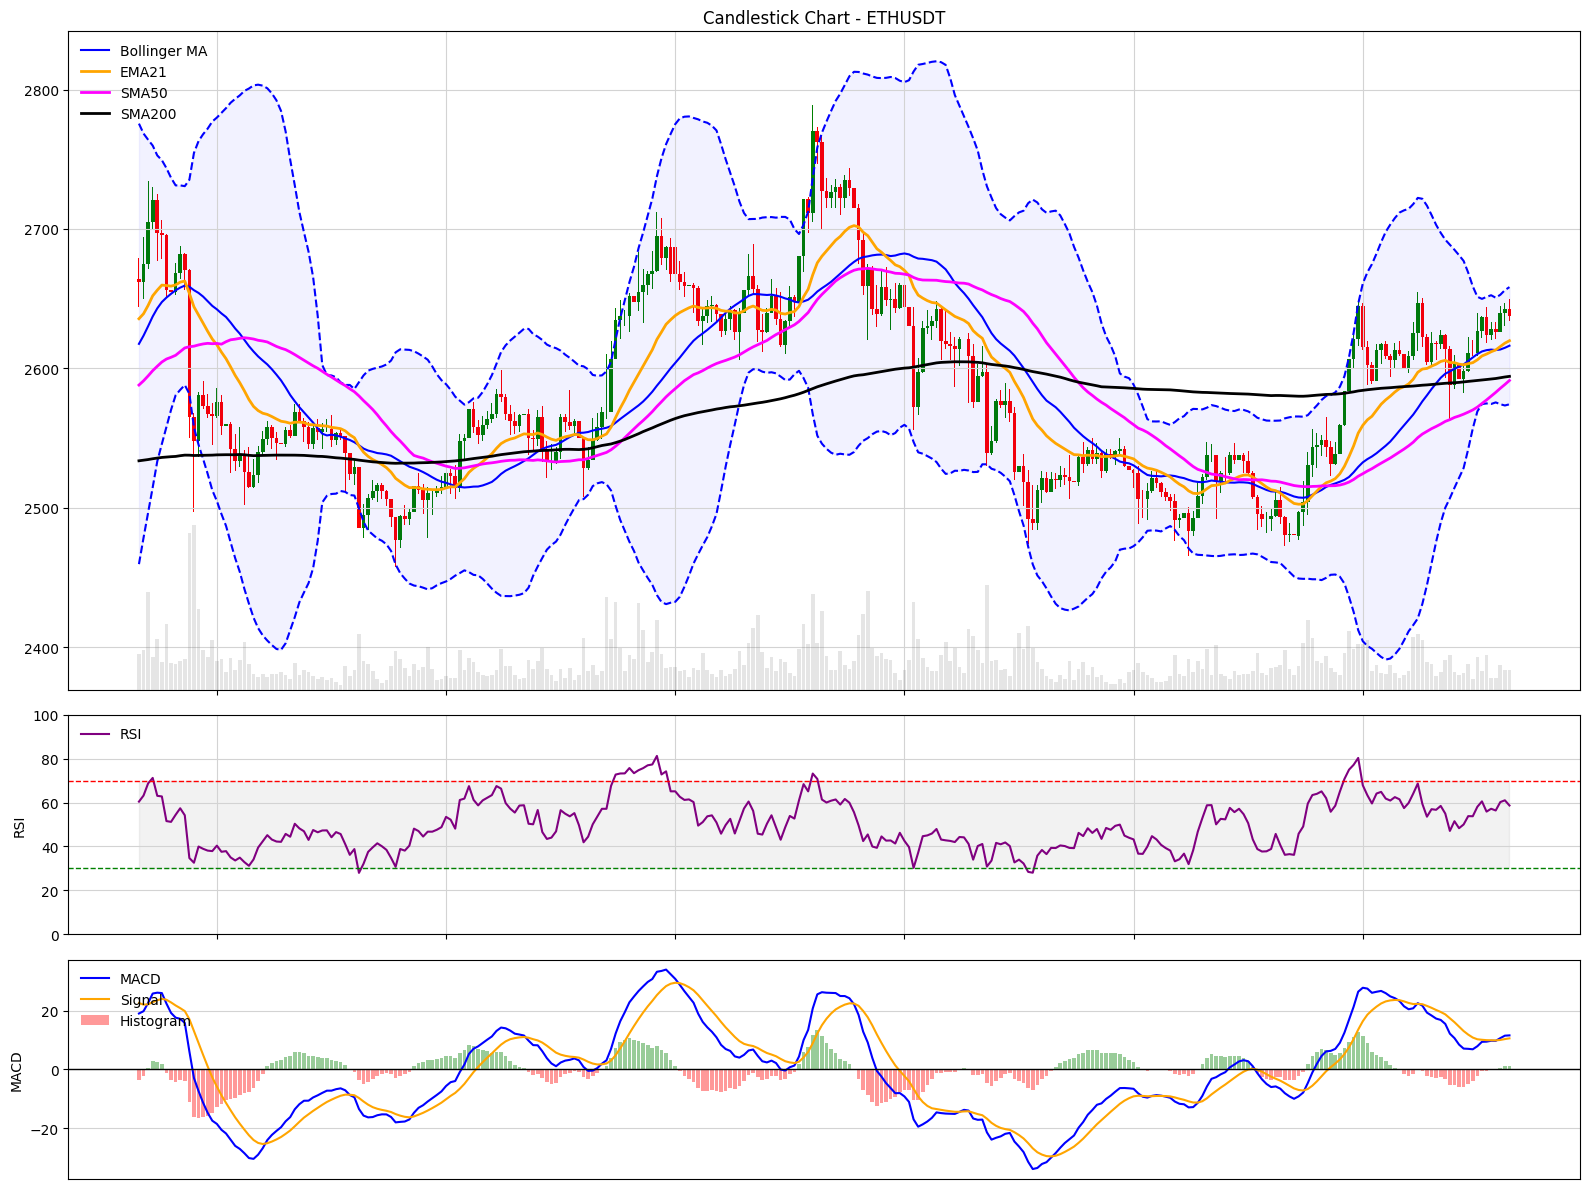 Candlestick Chart - ETHUSDT
Bollinger MA
EMA21
SMA50
SMA200
2800
2700
2600
2500
2400
RSI
100
80
60
40
20
0
RSI
MACD
Signal
Histogram
20
0
−20
MACD